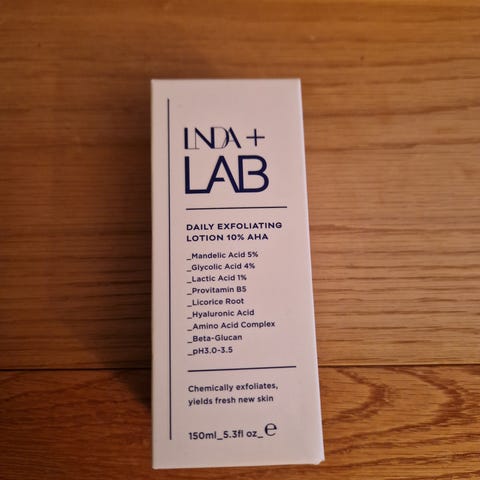 LNDA +
LAB
DAILY EXFOLIATING
LOTION 10% AHA
_Mandelic Acid 5%
_Glycolic Acid 4%
_Lactic Acid 1%
_Provitamin B5
_Licorice Root
_Hyaluronic Acid
_Amino Acid Complex
_Beta-Glucan
_pH3.0-3.5
Chemically exfoliates,
yields fresh new skin
150ml_5.3fl oz_℮